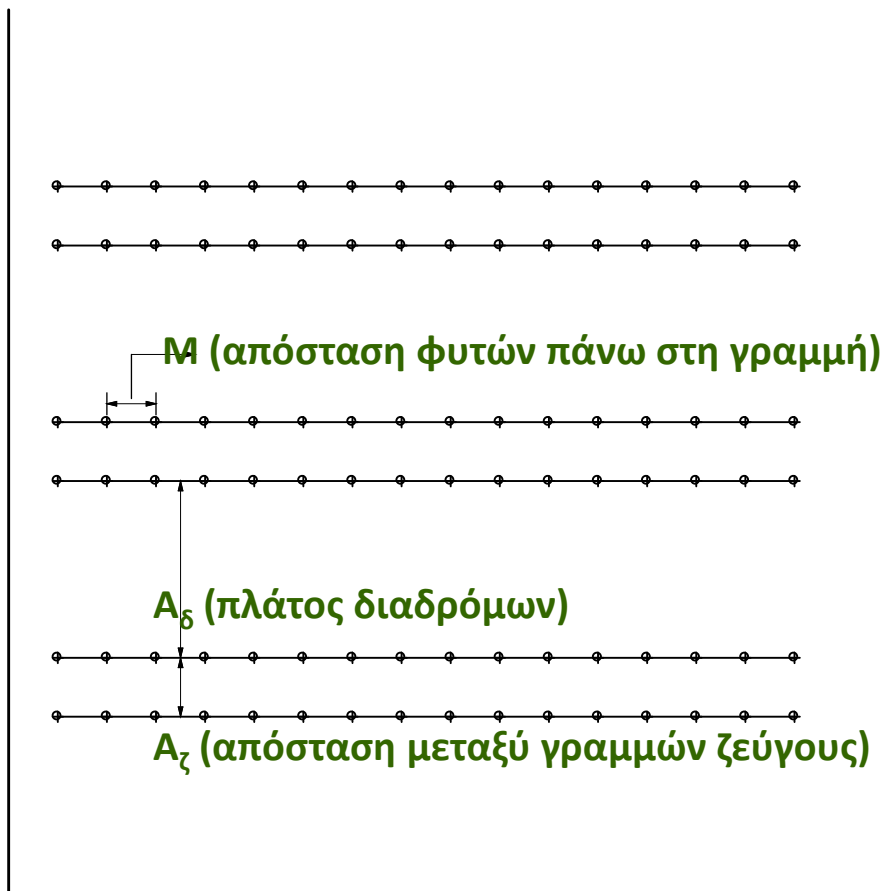 Μ (απόσταση φυτών πάνω στη γραμμή)
Αδ (πλάτος διαδρόμων)
Αζ (απόσταση μεταξύ γραμμών ζεύγους)